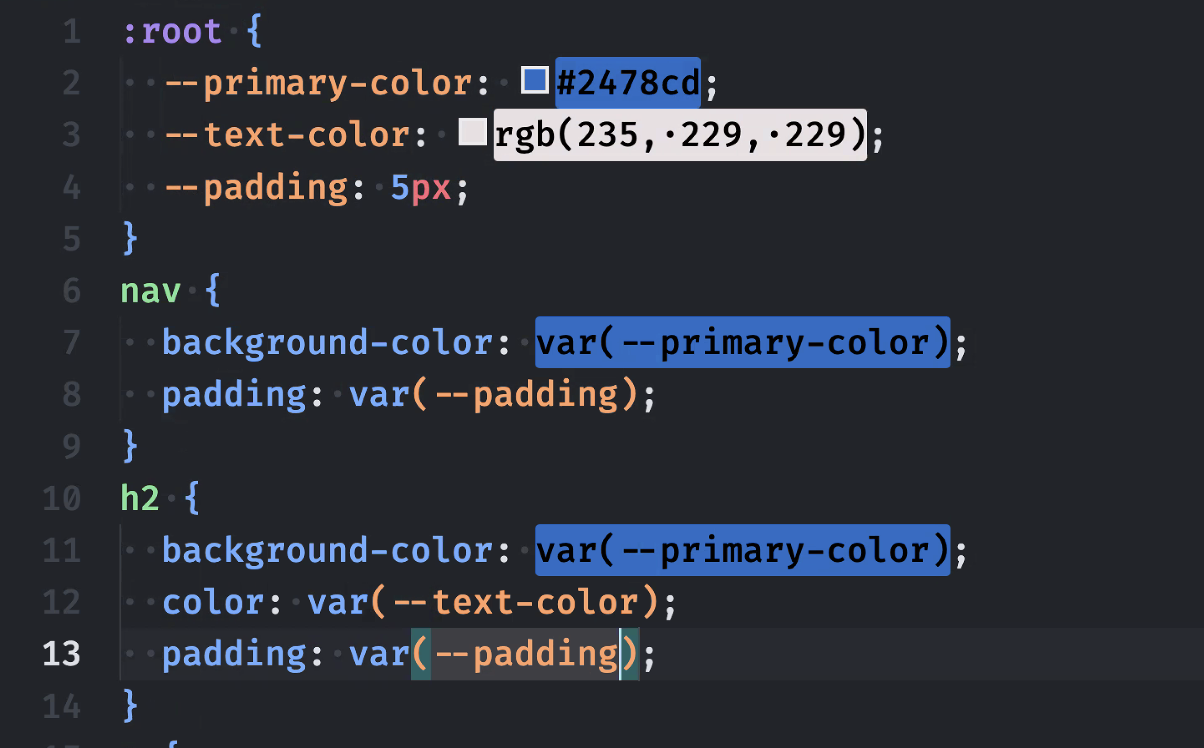 1 :root {
2   --primary-color: #2478cd;
3   --text-color: rgb(235, 229, 229);
4   --padding: 5px;
5 }
6 nav {
7   background-color: var(--primary-color);
8   padding: var(--padding);
9 }
10 h2 {
11   background-color: var(--primary-color);
12   color: var(--text-color);
13   padding: var(--padding);
14 }